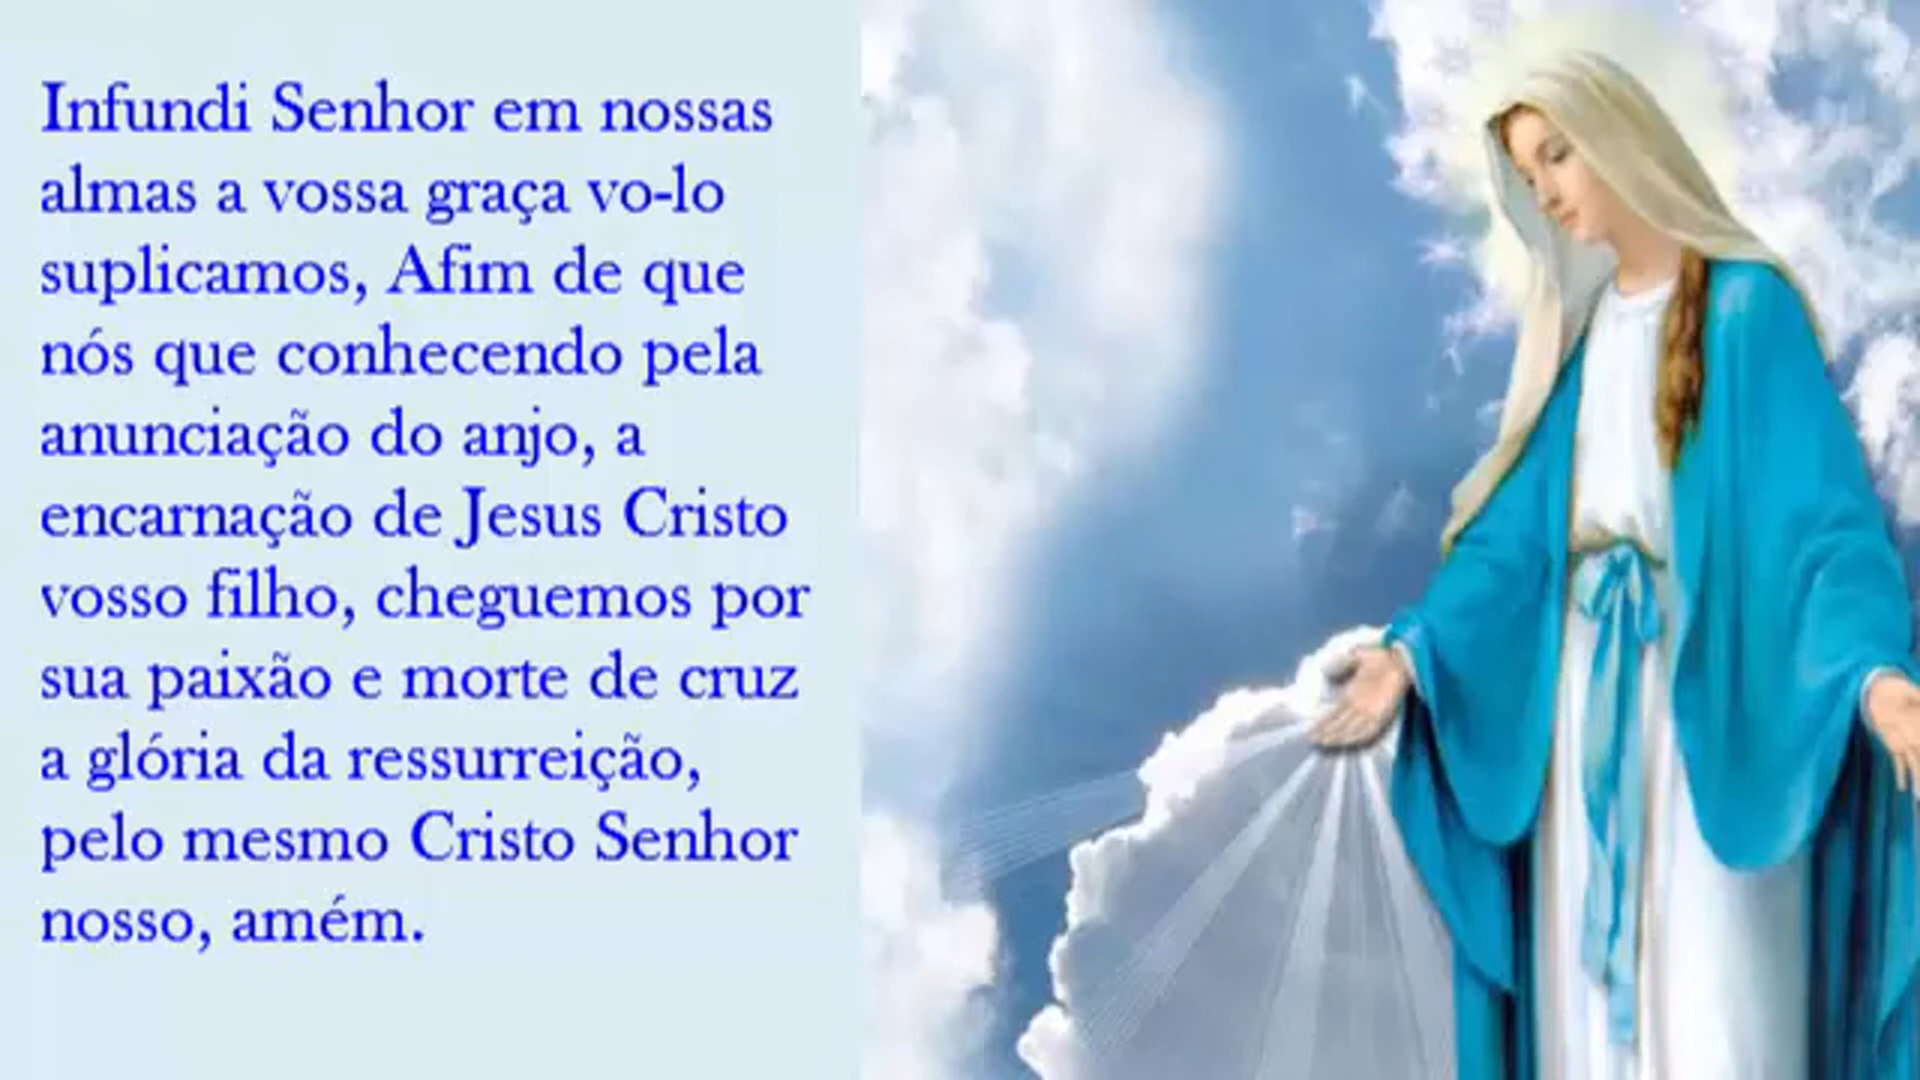 Infundi Senhor em nossas
almas a vossa graça vo-lo
suplicamos, Afim de que
nós que conhecendo pela
anunciação do anjo, a
encarnação de Jesus Cristo
vosso filho, cheguemos por
sua paixão e morte de cruz
a glória da ressurreição,
pelo mesmo Cristo Senhor
nosso, amém.